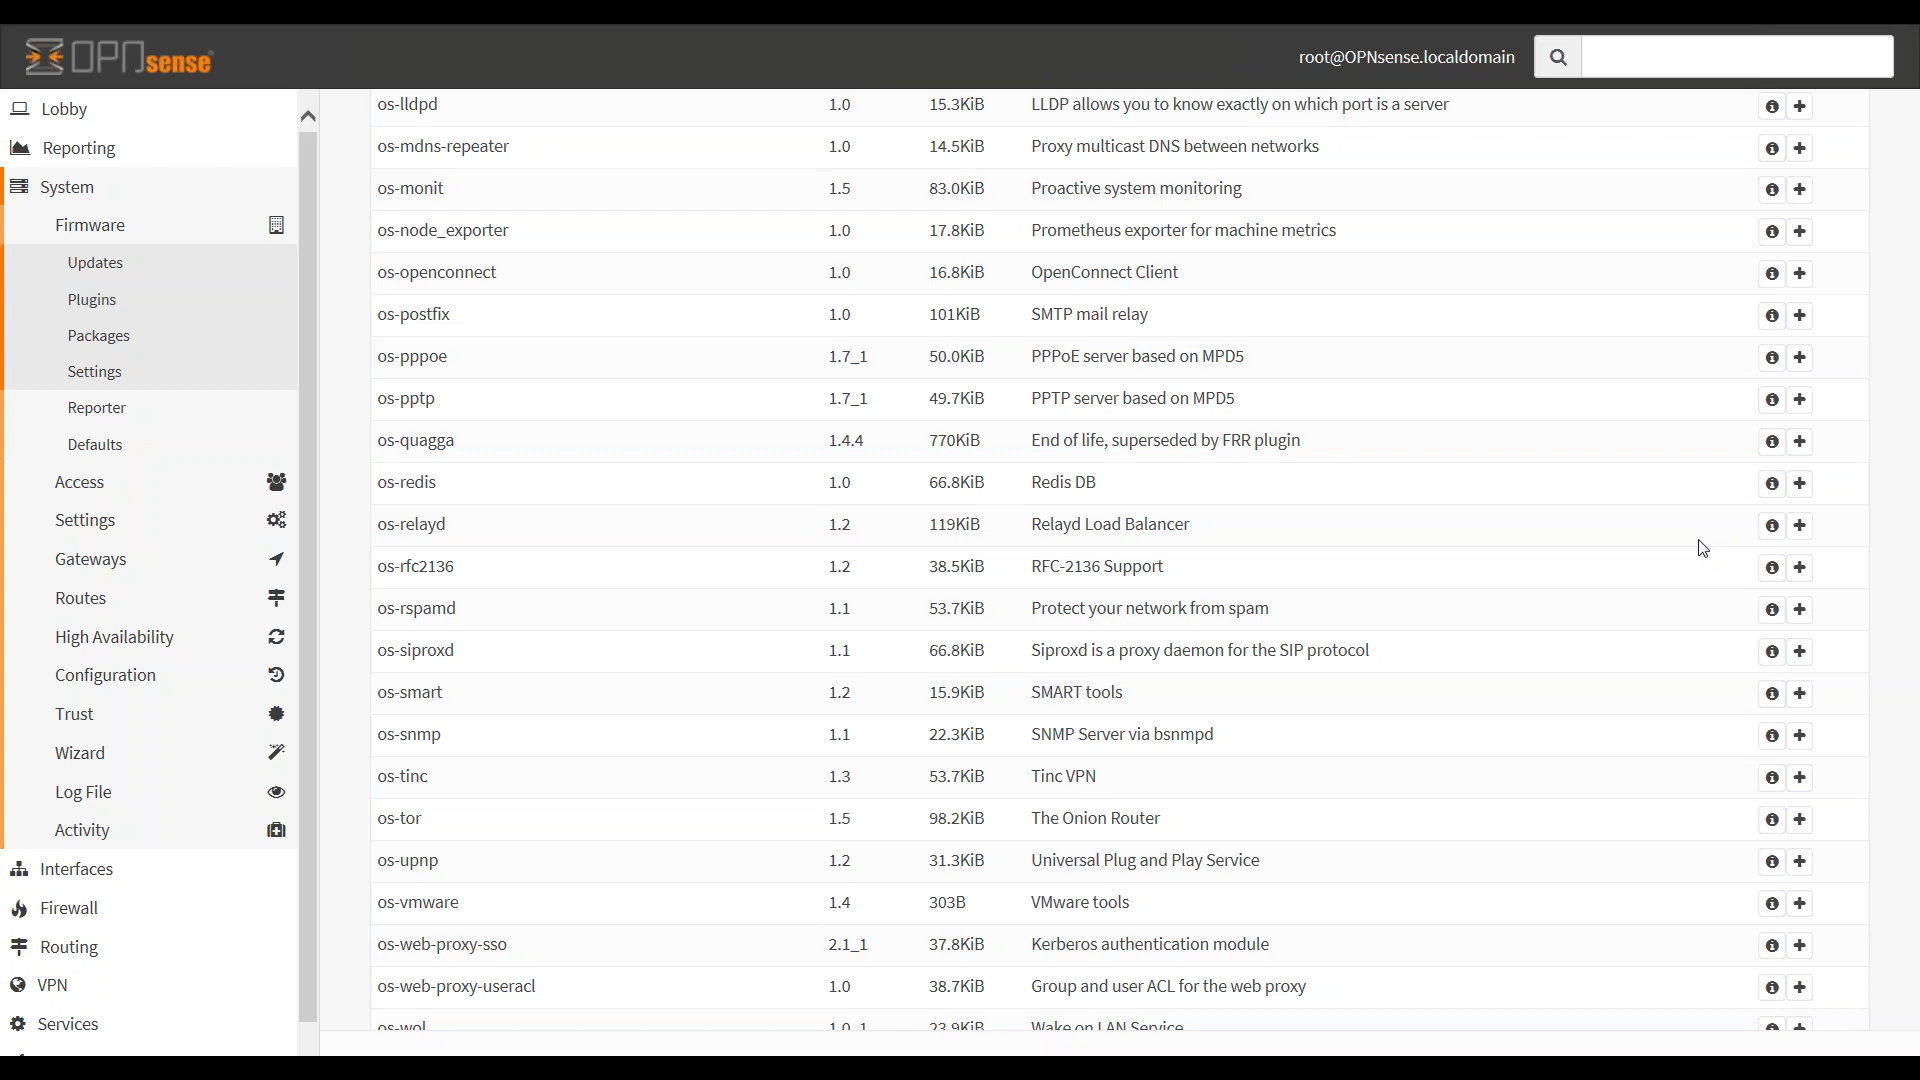 OPNsense
root@OPNsense.localdomain
Lobby
Reporting
System
Firmware
Updates
Plugins
Packages
Settings
Reporter
Defaults
Access
Settings
Gateways
Routes
High Availability
Configuration
Trust
Wizard
Log File
Activity
Interfaces
Firewall
Routing
VPN
Services
os-lldpd 1.0 15.3KiB LLDP allows you to know exactly on which port is a server
os-mdns-repeater 1.0 14.5KiB Proxy multicast DNS between networks
os-monit 1.5 83.0KiB Proactive system monitoring
os-node_exporter 1.0 17.8KiB Prometheus exporter for machine metrics
os-openconnect 1.0 16.8KiB OpenConnect Client
os-postfix 1.0 101KiB SMTP mail relay
os-pppoe 1.7_1 50.0KiB PPPoE server based on MPD5
os-pptp 1.7_1 49.7KiB PPTP server based on MPD5
os-quagga 1.4.4 770KiB End of life, superseded by FRR plugin
os-redis 1.0 66.8KiB Redis DB
os-relayd 1.2 119KiB Relayd Load Balancer
os-rfc2136 1.2 38.5KiB RFC-2136 Support
os-rspamd 1.1 53.7KiB Protect your network from spam
os-siproxd 1.1 66.8KiB Siproxd is a proxy daemon for the SIP protocol
os-smart 1.2 15.9KiB SMART tools
os-snmp 1.1 22.3KiB SNMP Server via bsnmpd
os-tinc 1.3 53.7KiB Tinc VPN
os-tor 1.5 98.2KiB The Onion Router
os-upnp 1.2 31.3KiB Universal Plug and Play Service
os-vmware 1.4 303B VMware tools
os-web-proxy-sso 2.1_1 37.8KiB Kerberos authentication module
os-web-proxy-useracl 1.0 38.7KiB Group and user ACL for the web proxy
os-wol 1.0_1 23.9KiB Wake on LAN Service